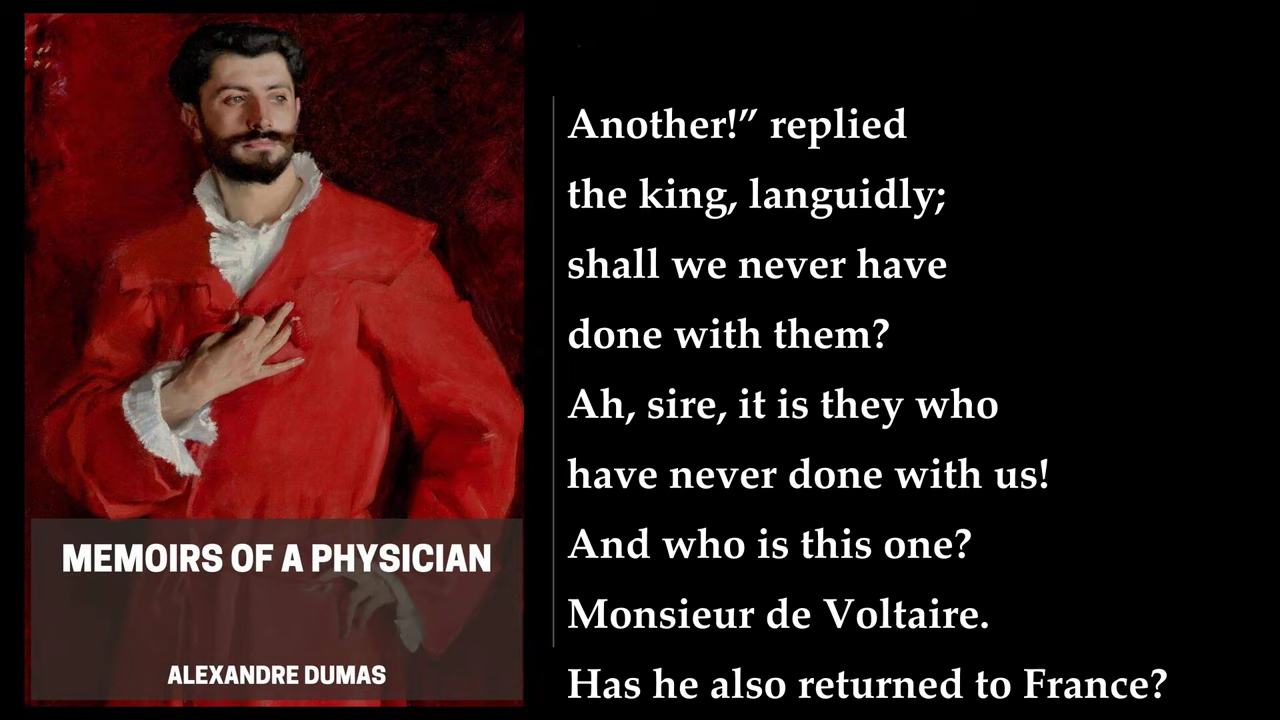 MEMOIRS OF A PHYSICIAN
ALEXANDRE DUMAS
Another!” replied
the king, languidly;
shall we never have
done with them?
Ah, sire, it is they who
have never done with us!
And who is this one?
Monsieur de Voltaire.
Has he also returned to France?